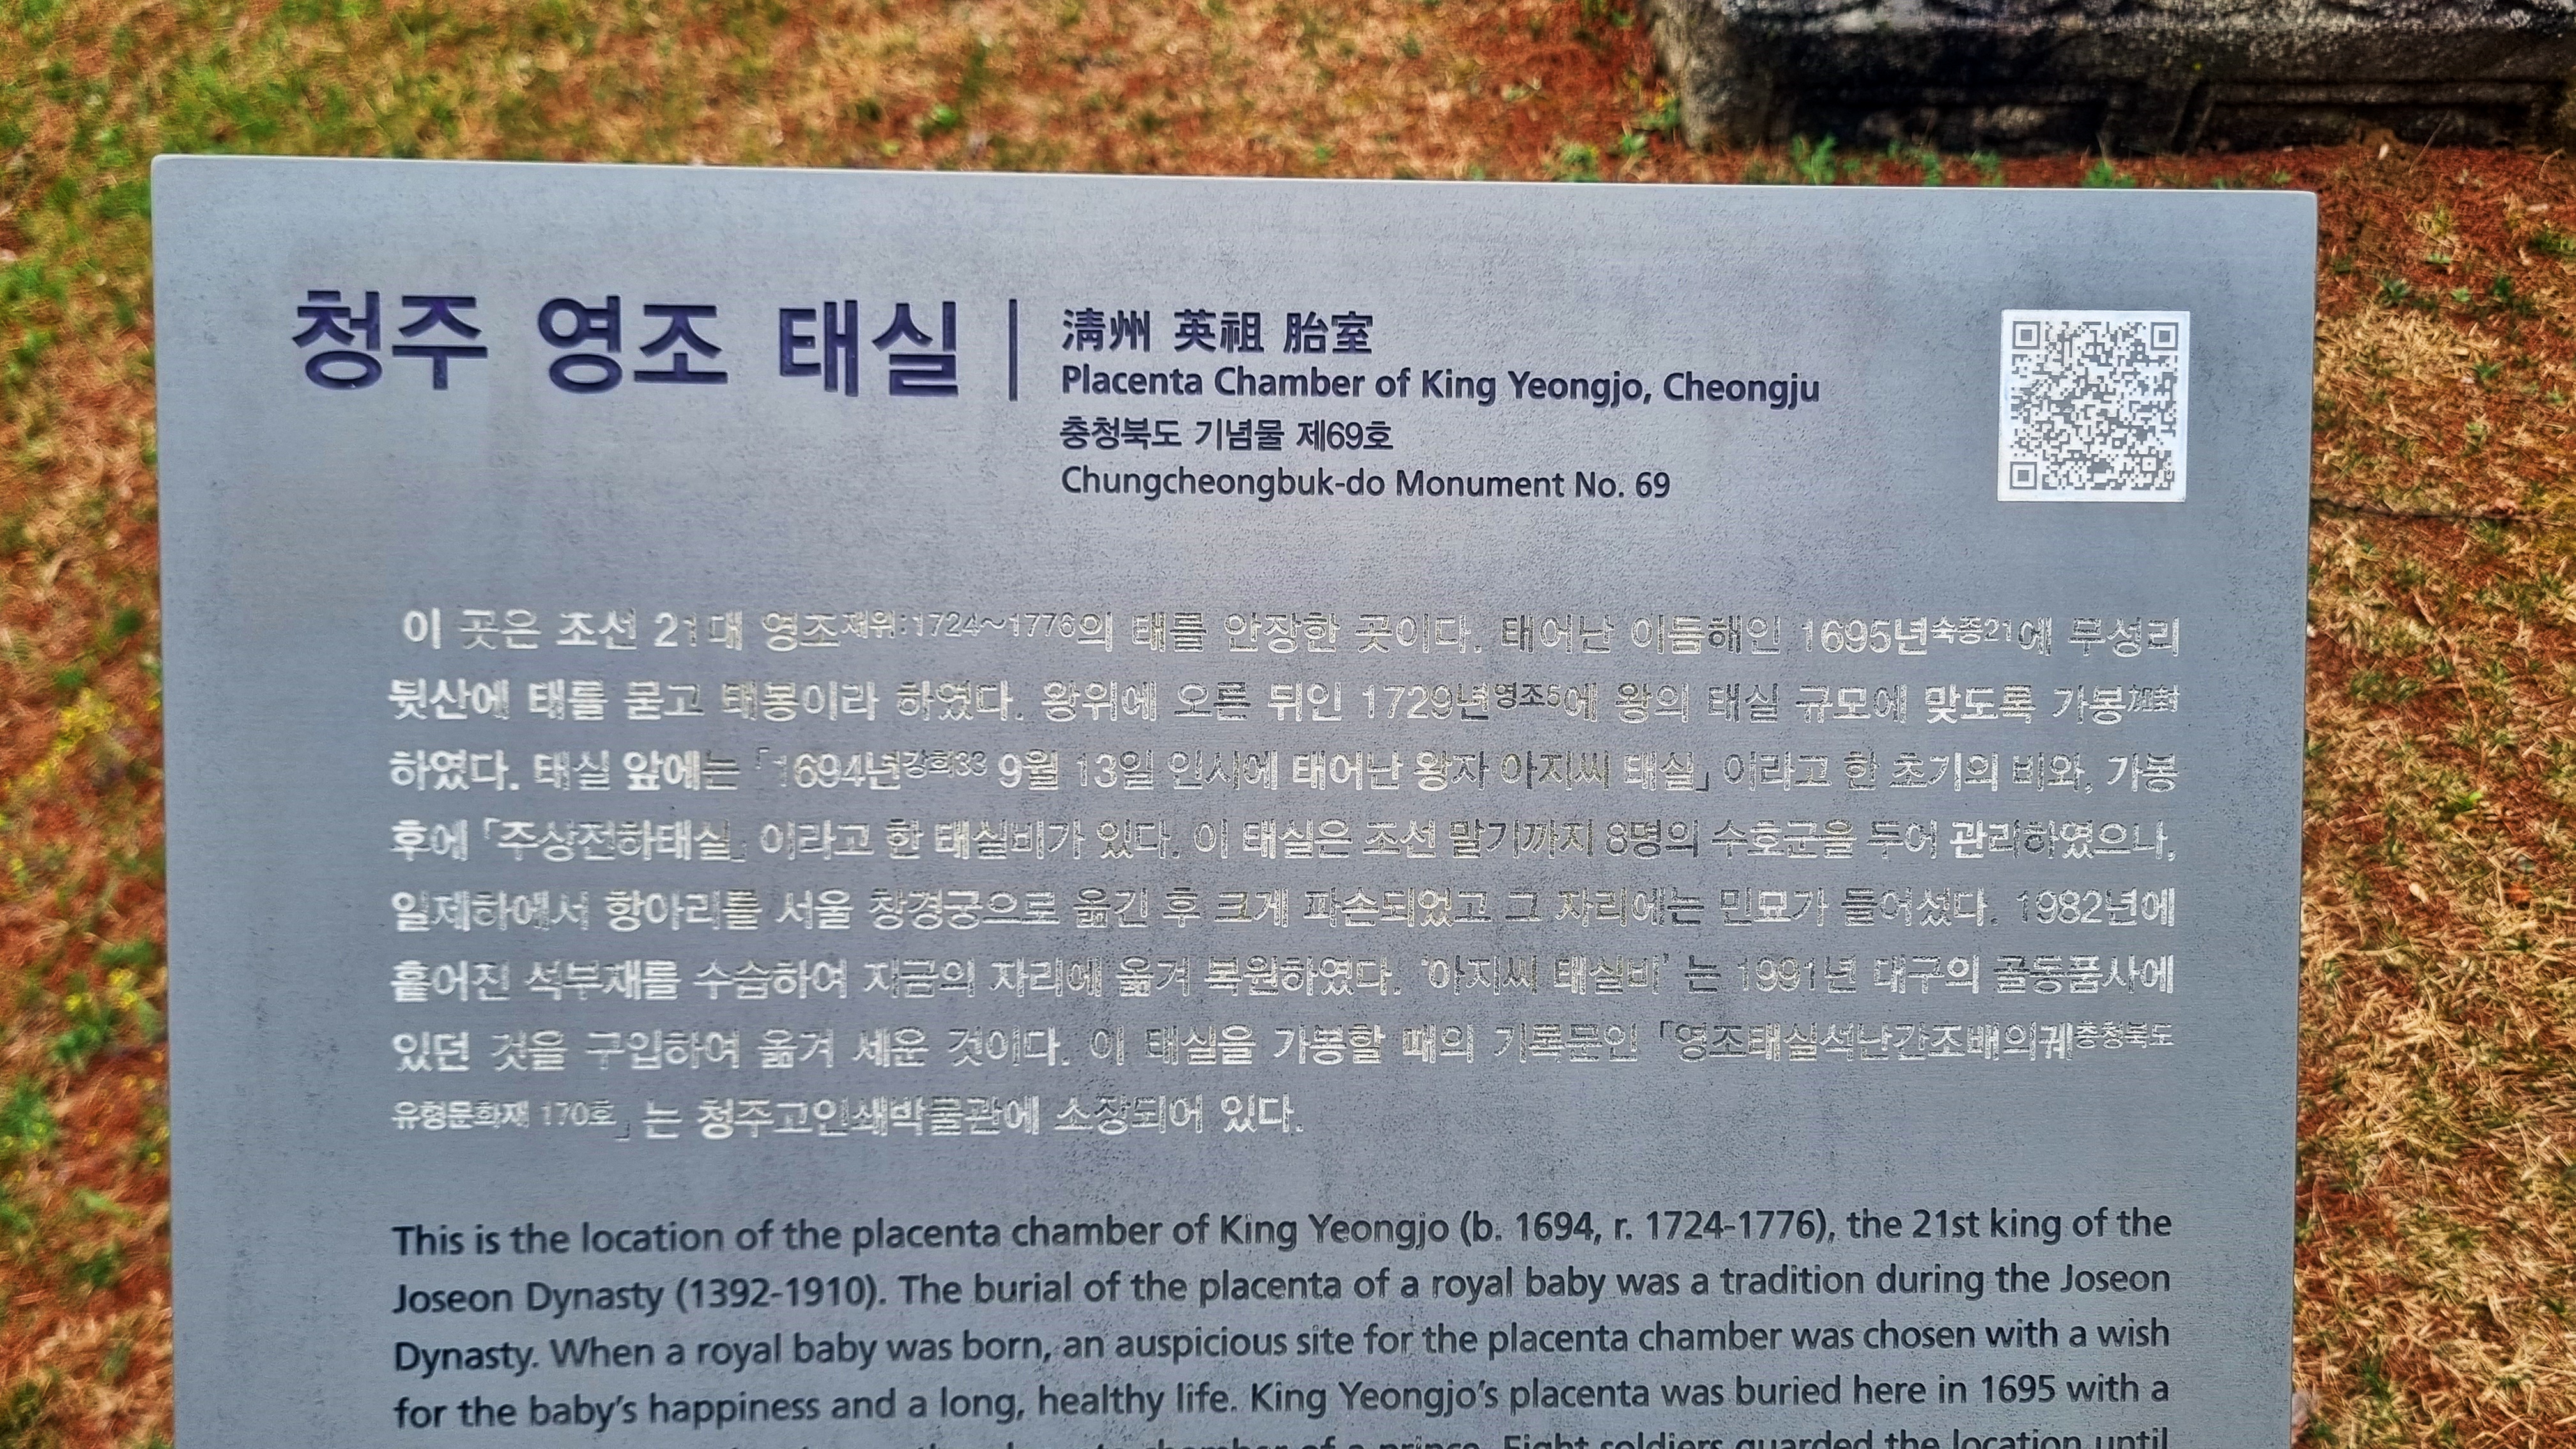 청주 영조 태실
淸州 英祖 胎室
Placenta Chamber of King Yeongjo, Cheongju
충청북도 기념물 제69호
Chungcheongbuk-do Monument No. 69
이 곳은 조선 21대 영조재위:1724~1776의 태를 안장한 곳이다. 태어난 이듬해인 1695년숙종21에 무성리
뒷산에 태를 묻고 태봉이라 하였다. 왕위에 오른 뒤인 1729년영조5에 왕의 태실 규모에 맞도록 가봉加封
하였다. 태실 앞에는 「1694년강희33 9월 13일 인시에 태어난 왕자 아지씨 태실」이라고 한 초기의 비와, 가봉
후에 「주상전하태실」이라고 한 태실비가 있다. 이 태실은 조선 말기까지 8명의 수호군을 두어 관리하였으나,
일제하에서 항아리를 서울 창경궁으로 옮긴 후 크게 파손되었고 그 자리에는 민묘가 들어섰다. 1982년에
흩어진 석부재를 수습하여 지금의 자리에 옮겨 복원하였다. '아지씨 태실비' 는 1991년 대구의 골동품사에
있던 것을 구입하여 옮겨 세운 것이다. 이 태실을 가봉할 때의 기록문인 「영조태실석난간조배의궤충청북도
유형문화재 170호」는 청주고인쇄박물관에 소장되어 있다.
This is the location of the placenta chamber of King Yeongjo (b. 1694, r. 1724-1776), the 21st king of the
Joseon Dynasty (1392-1910). The burial of the placenta of a royal baby was a tradition during the Joseon
Dynasty. When a royal baby was born, an auspicious site for the placenta chamber was chosen with a wish
for the baby's happiness and a long, healthy life. King Yeongjo's placenta was buried here in 1695 with a
chamber of a prince. Eight soldiers guarded the location until